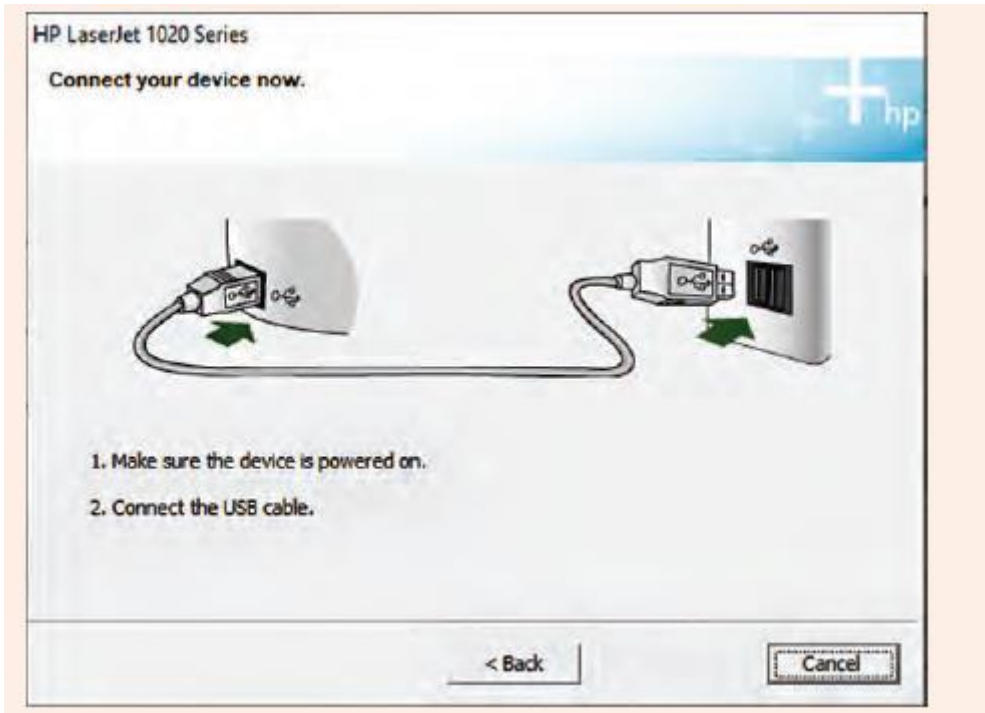 HP LaserJet 1020 Series
Connect your device now.
hp
1. Make sure the device is powered on.
2. Connect the USB cable.
< Back
Cancel